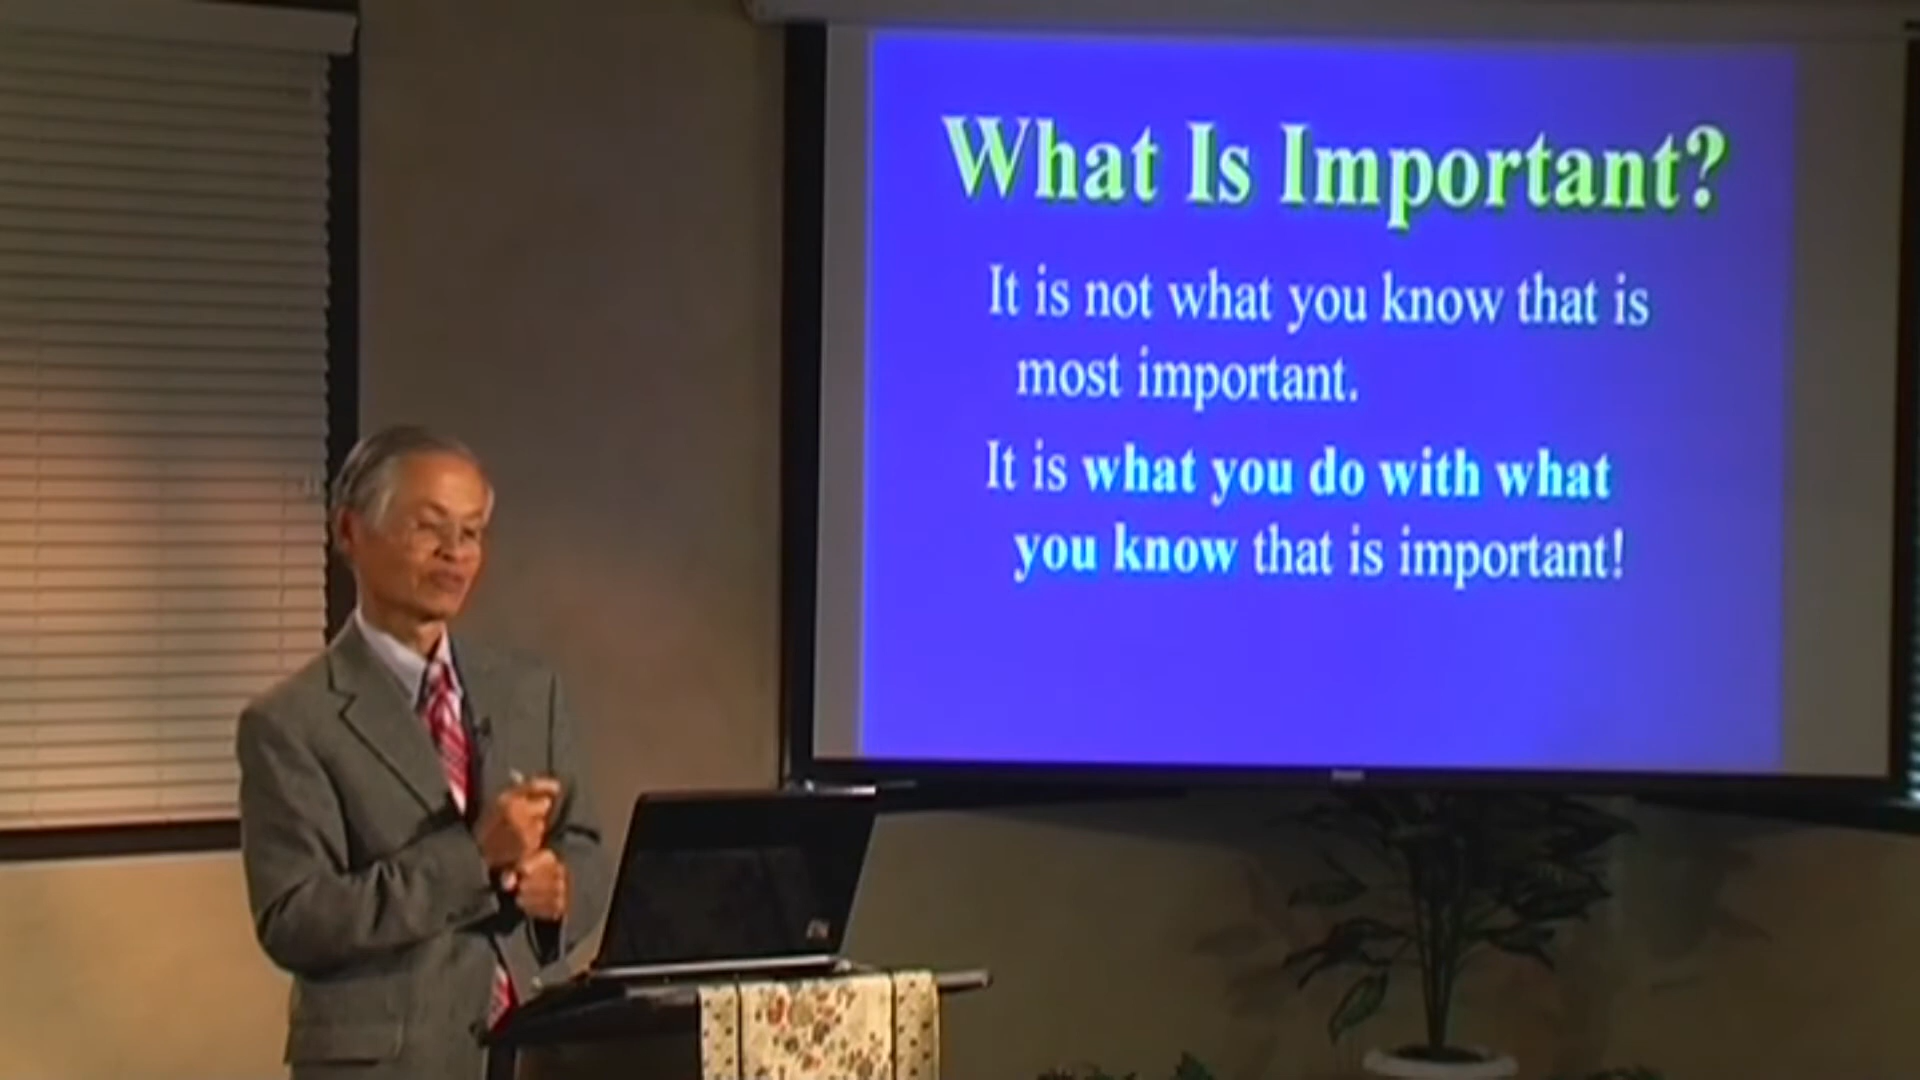 What Is Important?
It is not what you know that is
most important.
It is what you do with what
you know that is important!